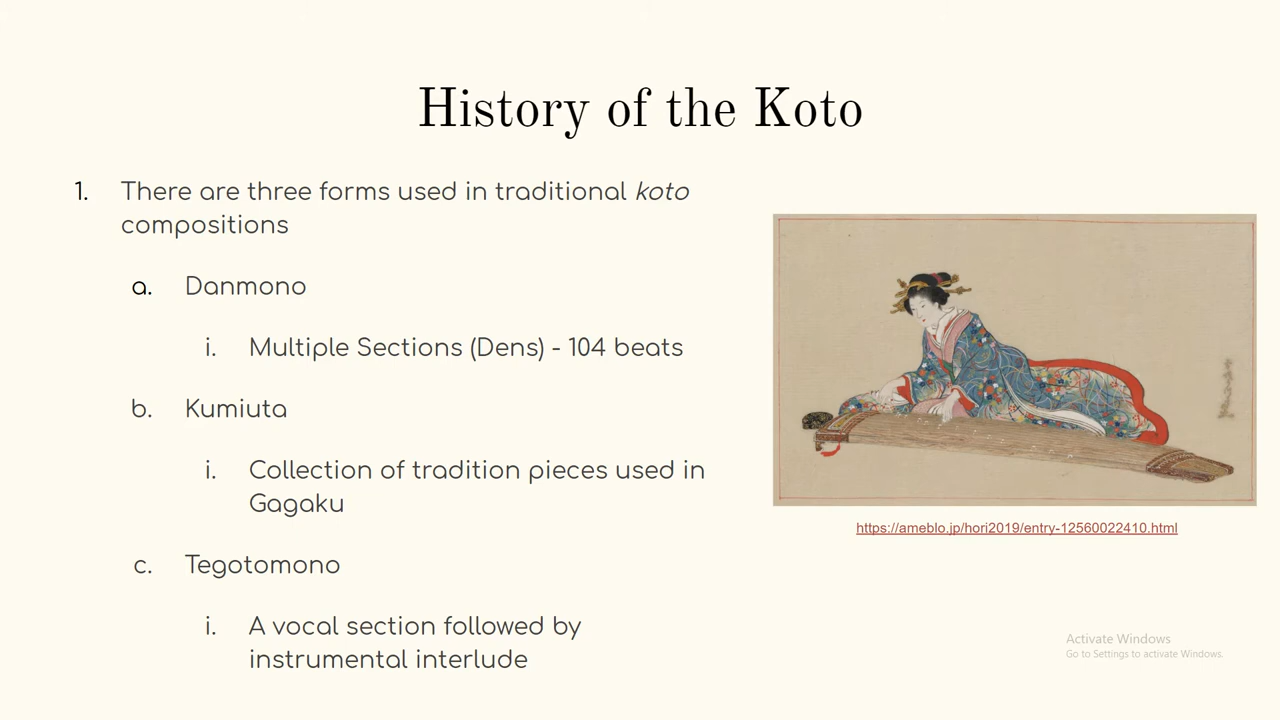 History of the Koto
1. There are three forms used in traditional koto
compositions
a. Danmono
i. Multiple Sections (Dens) - 104 beats
b. Kumiuta
i. Collection of tradition pieces used in
Gagaku
c. Tegotomono
i. A vocal section followed by
instrumental interlude
https://ameblo.jp/hori2019/entry-12560022410.html
Activate Windows
Go to Settings to activate Windows.